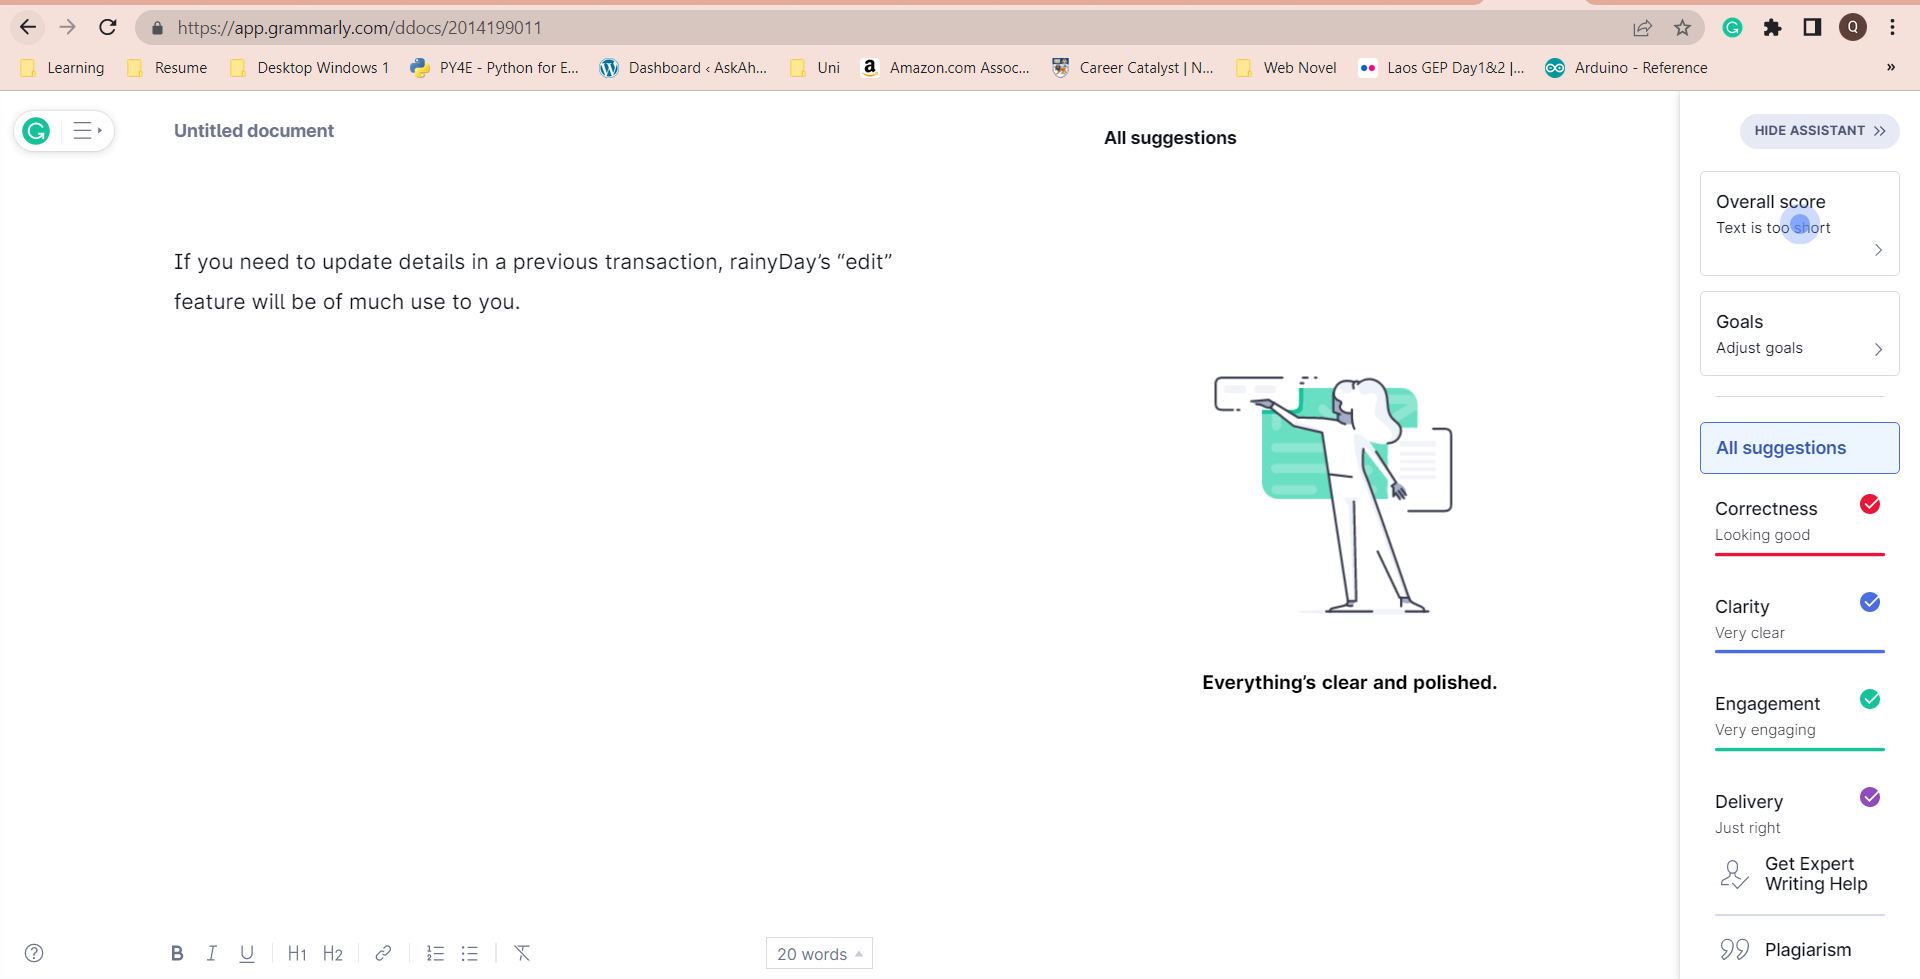 https://app.grammarly.com/ddocs/2014199011
Q
Learning
Resume
Desktop Windows 1
PY4E - Python for E...
Dashboard ‹ AskAh...
Uni
Amazon.com Assoc...
Career Catalyst | N...
Web Novel
Laos GEP Day1&2 |...
Arduino - Reference
»
Untitled document
All suggestions
HIDE ASSISTANT
If you need to update details in a previous transaction, rainyDay’s “edit”
feature will be of much use to you.
Everything’s clear and polished.
Overall score
Text is too short
Goals
Adjust goals
All suggestions
Correctness
Looking good
Clarity
Very clear
Engagement
Very engaging
Delivery
Just right
Get Expert
Writing Help
Plagiarism
B I U H1 H2
20 words